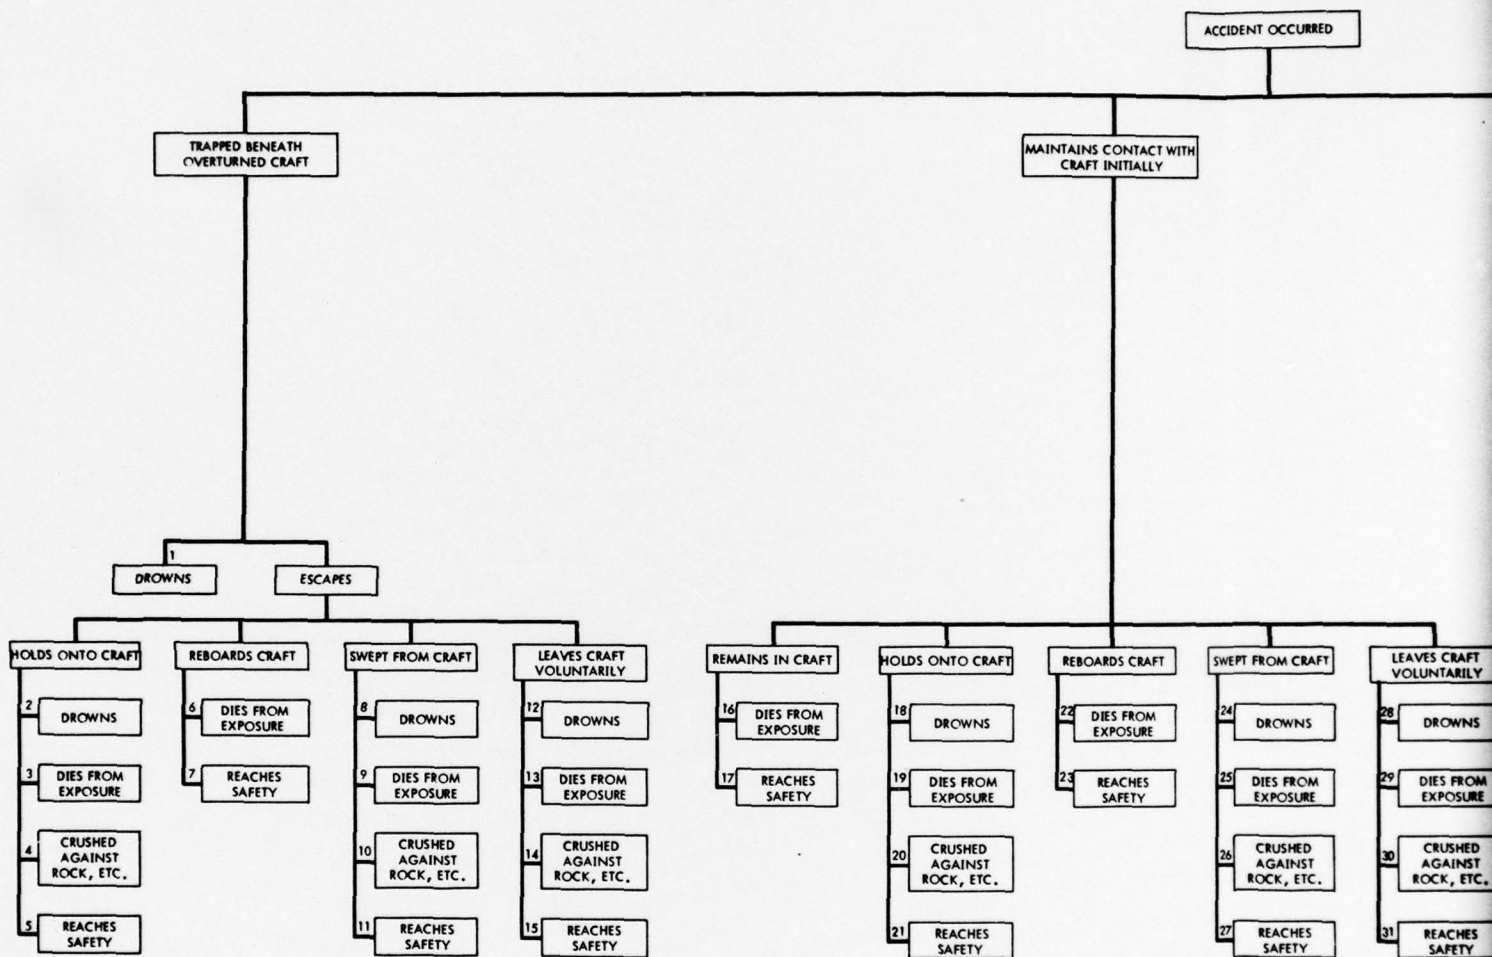 ACCIDENT OCCURRED
TRAPPED BENEATH
OVERTURNED CRAFT
MAINTAINS CONTACT WITH
CRAFT INITIALLY
1
DROWNS
ESCAPES
HOLDS ONTO CRAFT
2
DROWNS
3
DIES FROM
EXPOSURE
4
CRUSHED
AGAINST
ROCK, ETC.
5
REACHES
SAFETY
REBOARDS CRAFT
6
DIES FROM
EXPOSURE
7
REACHES
SAFETY
SWEPT FROM CRAFT
8
DROWNS
9
DIES FROM
EXPOSURE
10
CRUSHED
AGAINST
ROCK, ETC.
11
REACHES
SAFETY
LEAVES CRAFT
VOLUNTARILY
12
DROWNS
13
DIES FROM
EXPOSURE
14
CRUSHED
AGAINST
ROCK, ETC.
15
REACHES
SAFETY
REMAINS IN CRAFT
16
DIES FROM
EXPOSURE
17
REACHES
SAFETY
HOLDS ONTO CRAFT
18
DROWNS
19
DIES FROM
EXPOSURE
20
CRUSHED
AGAINST
ROCK, ETC.
21
REACHES
SAFETY
REBOARDS CRAFT
22
DIES FROM
EXPOSURE
23
REACHES
SAFETY
SWEPT FROM CRAFT
24
DROWNS
25
DIES FROM
EXPOSURE
26
CRUSHED
AGAINST
ROCK, ETC.
27
REACHES
SAFETY
LEAVES CRAFT
VOLUNTARILY
28
DROWNS
29
DIES FROM
EXPOSURE
30
CRUSHED
AGAINST
ROCK, ETC.
31
REACHES
SAFETY